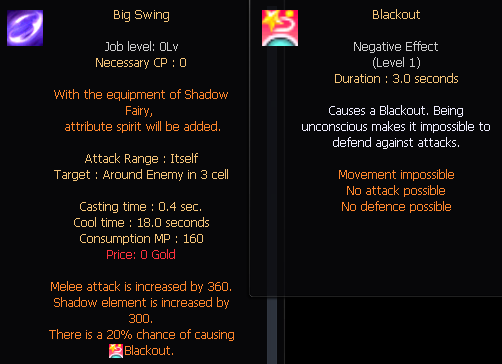 Big Swing
Job level: 0Lv
Necessary CP : 0
With the equipment of Shadow
Fairy,
attribute spirit will be added.
Attack Range : Itself
Target : Around Enemy in 3 cell
Casting time : 0.4 sec.
Cool time : 18.0 seconds
Consumption MP : 160
Price: 0 Gold
Melee attack is increased by 360.
Shadow element is increased by
300.
There is a 20% chance of causing
Blackout.
Blackout
Negative Effect
(Level 1)
Duration : 3.0 seconds
Causes a Blackout. Being
unconscious makes it impossible to
defend against attacks.
Movement impossible
No attack possible
No defence possible